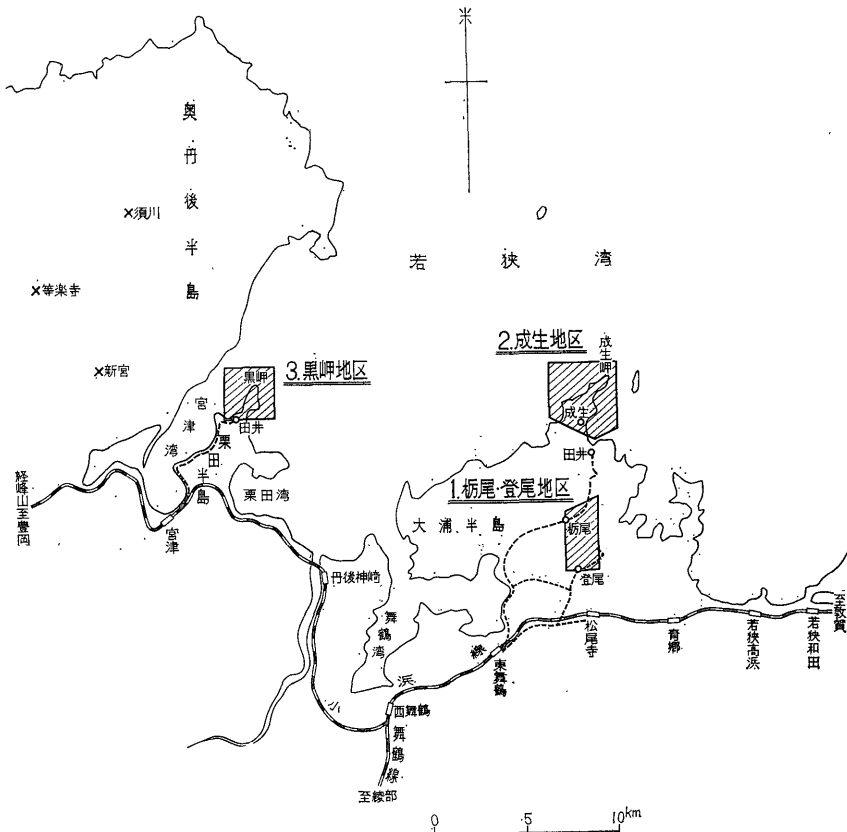 奥丹後半島
×須川
×等楽寺
×新宮
若狭湾
2.成生地区
成生岬
成生
田井
3.黒岬地区
黒岬
田井
宮津湾
栗田半島
栗田湾
1.栃尾・登尾地区
栃尾
登尾
大浦半島
経峰山至豊岡
宮津
丹後神崎
舞鶴湾
小浜線
東舞鶴
松尾寺
青郷
若狭高浜
若狭和田
至敦賀
西舞鶴
舞鶴線
至綾部
0 5 10km